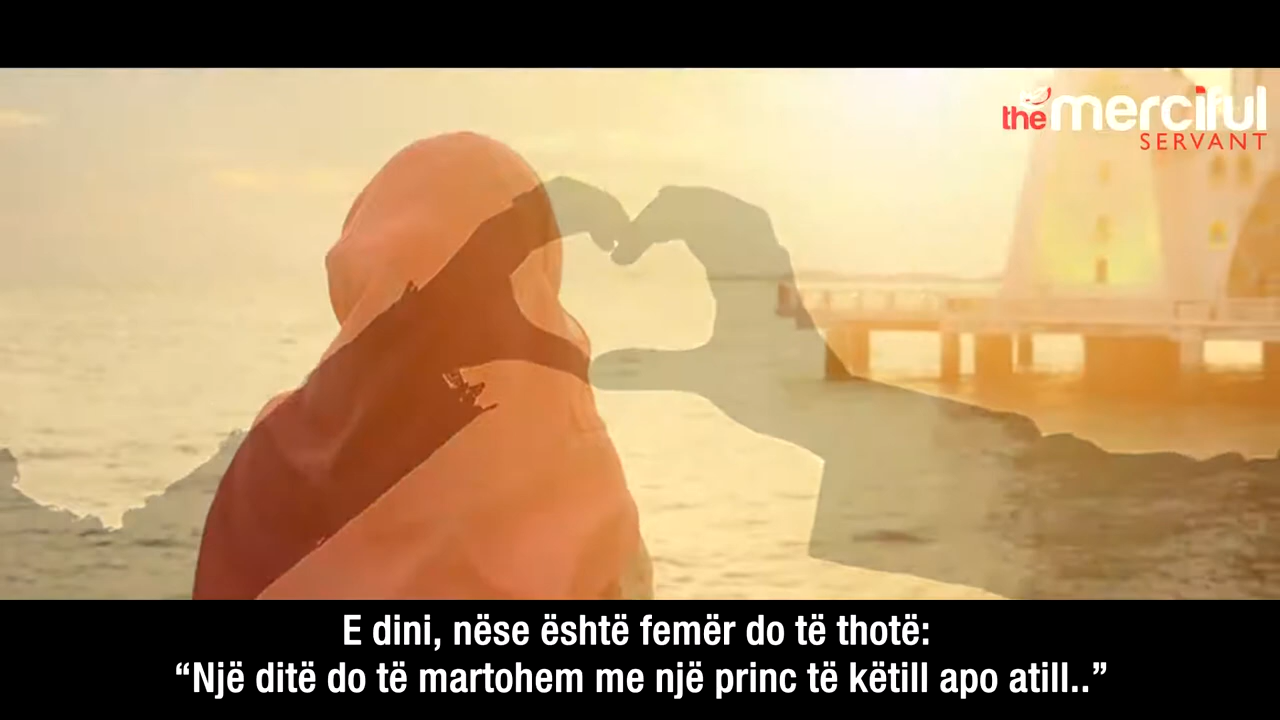 the merciful
SERVANT
E dini, nëse është femër do të thotë:
“Një ditë do të martohem me një princ të këtill apo atill..”